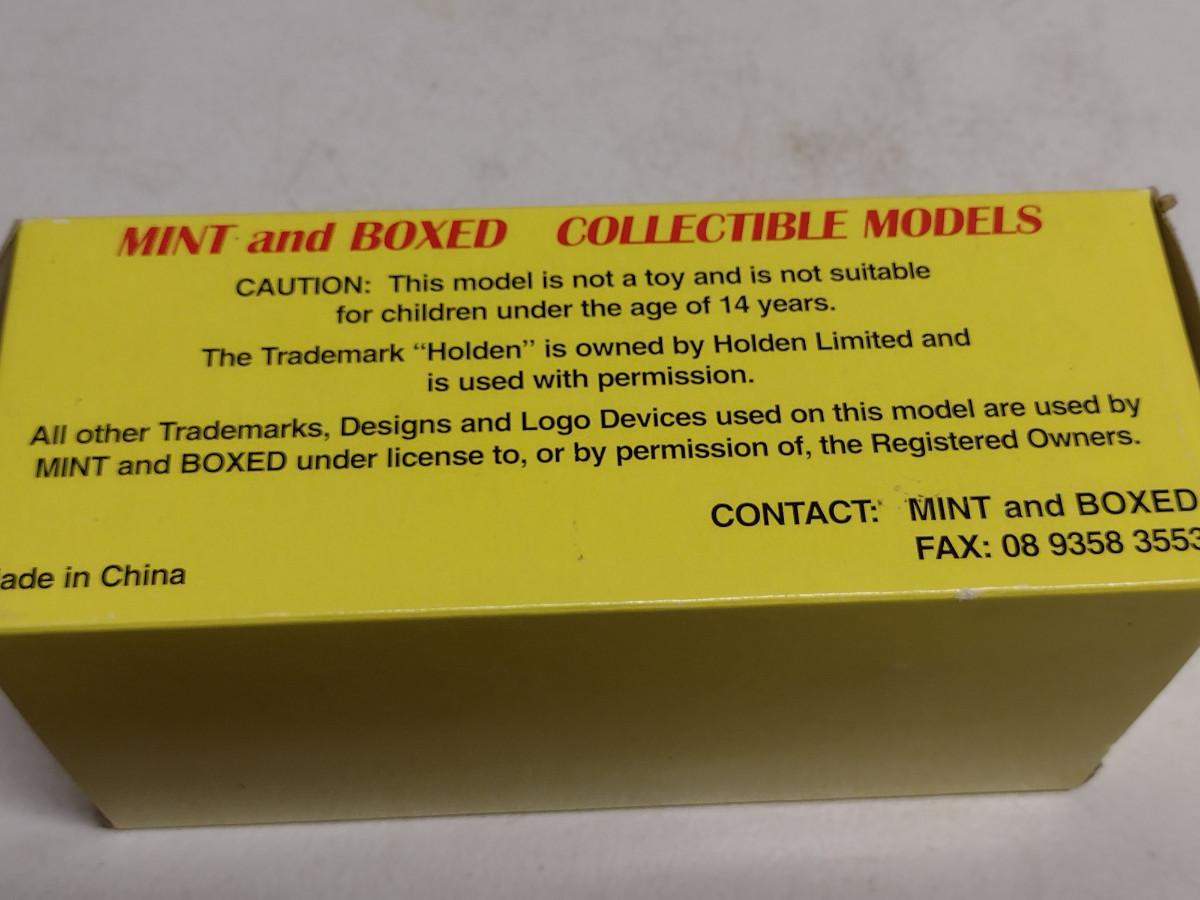 MINT and BOXED COLLECTIBLE MODELS
CAUTION: This model is not a toy and is not suitable
for children under the age of 14 years.
The Trademark “Holden” is owned by Holden Limited and
is used with permission.
All other Trademarks, Designs and Logo Devices used on this model are used by
MINT and BOXED under license to, or by permission of, the Registered Owners.
CONTACT: MINT and BOXED
FAX: 08 9358 3553
ade in China